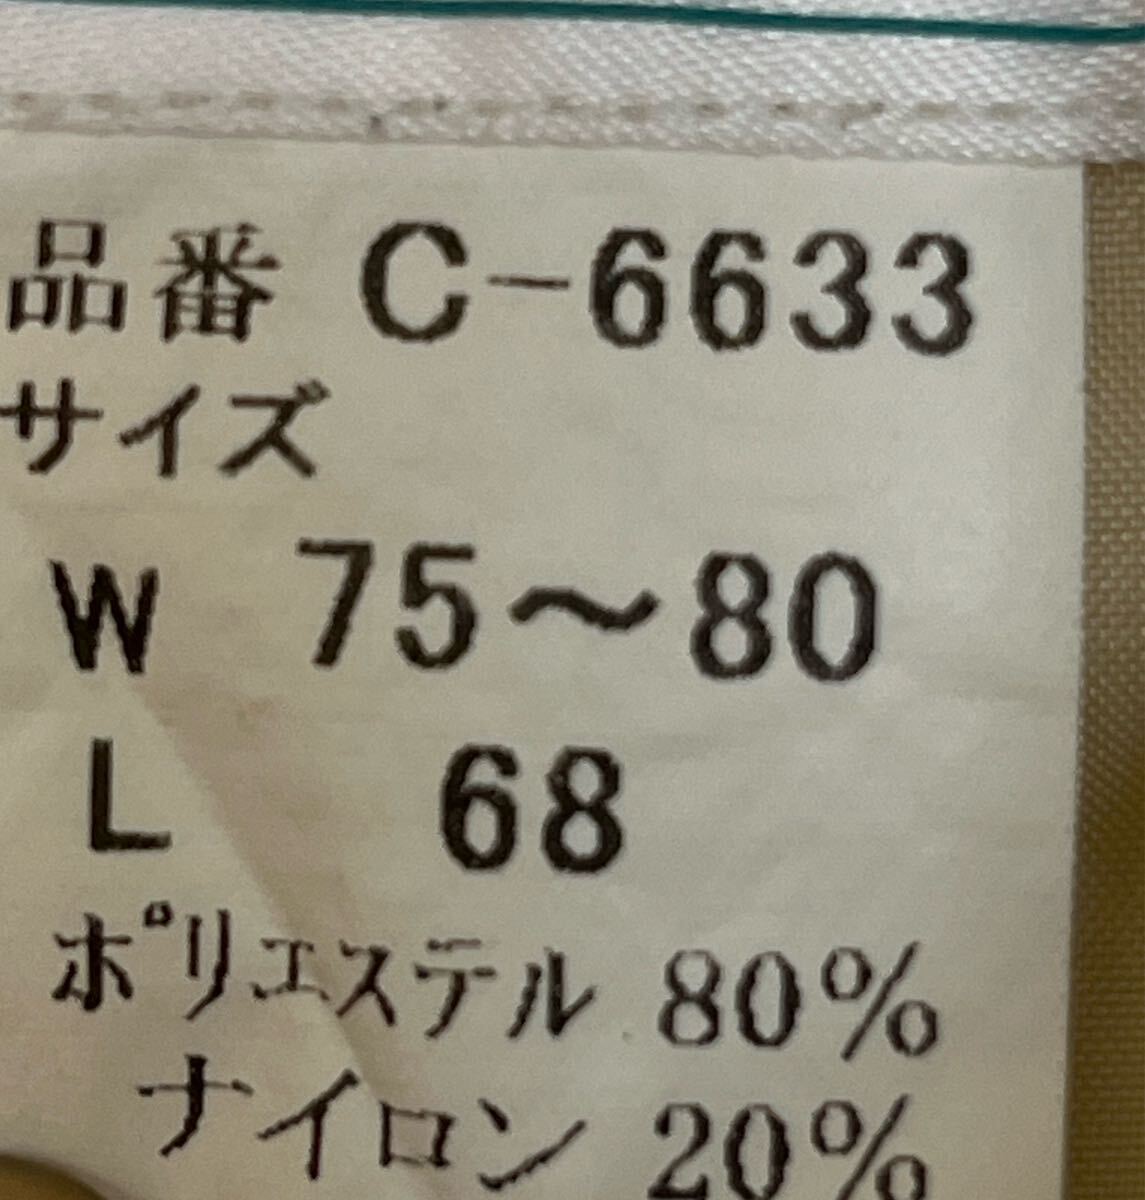 品番 C-6633
サイズ
W 75～80
L 68
ポリエステル 80%
ナイロン 20%